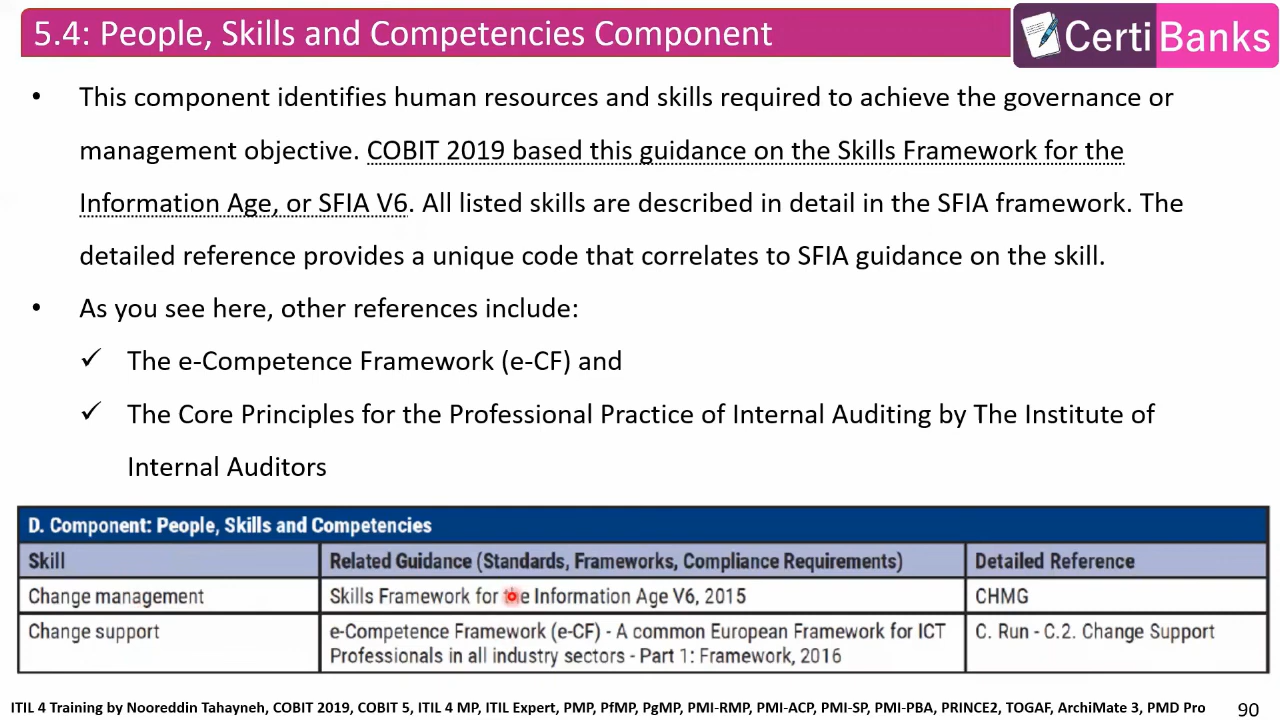 5.4: People, Skills and Competencies Component
Certi Banks
• This component identifies human resources and skills required to achieve the governance or
management objective. COBIT 2019 based this guidance on the Skills Framework for the
Information Age, or SFIA V6. All listed skills are described in detail in the SFIA framework. The
detailed reference provides a unique code that correlates to SFIA guidance on the skill.
• As you see here, other references include:
✓ The e-Competence Framework (e-CF) and
✓ The Core Principles for the Professional Practice of Internal Auditing by The Institute of
Internal Auditors
D. Component: People, Skills and Competencies
Skill Related Guidance (Standards, Frameworks, Compliance Requirements) Detailed Reference
Change management Skills Framework for the Information Age V6, 2015 CHMG
Change support e-Competence Framework (e-CF) - A common European Framework for ICT C. Run - C.2. Change Support
Professionals in all industry sectors - Part 1: Framework, 2016
ITIL 4 Training by Nooreddin Tahayneh, COBIT 2019, COBIT 5, ITIL 4 MP, ITIL Expert, PMP, PfMP, PgMP, PMI-RMP, PMI-ACP, PMI-SP, PMI-PBA, PRINCE2, TOGAF, ArchiMate 3, PMD Pro 90